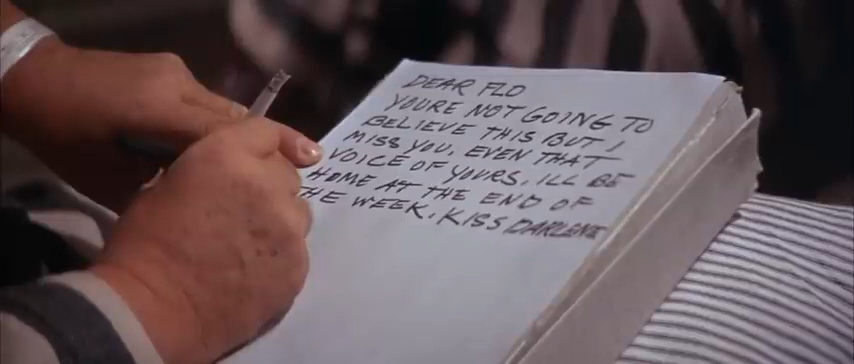 DEAR FLO
YOURE NOT GOING TO
BELIEVE THIS BUT I
MISS YOU, EVEN THAT
VOICE OF YOURS. ILL BE
HOME AT THE END OF
THE WEEK, KISS DARLENE